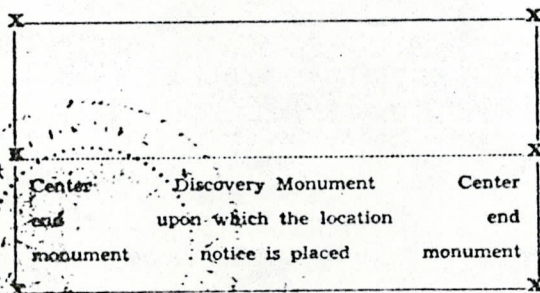 X X
X X
Center Discovery Monument Center
end upon which the location end
monument notice is placed monument
X X